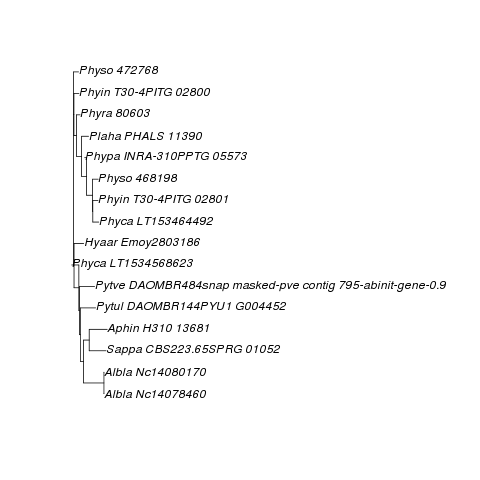 Physo 472768
Phyin T30-4PITG 02800
Phyra 80603
Plaha PHALS 11390
Phypa INRA-310PPTG 05573
Physo 468198
Phyin T30-4PITG 02801
Phyca LT153464492
Hyaar Emoy2803186
Phyca LT1534568623
Pytve DAOMBR484snap masked-pve contig 795-abinit-gene-0.9
Pytul DAOMBR144PYU1 G004452
Aphin H310 13681
Sappa CBS223.65SPRG 01052
Albla Nc14080170
Albla Nc14078460